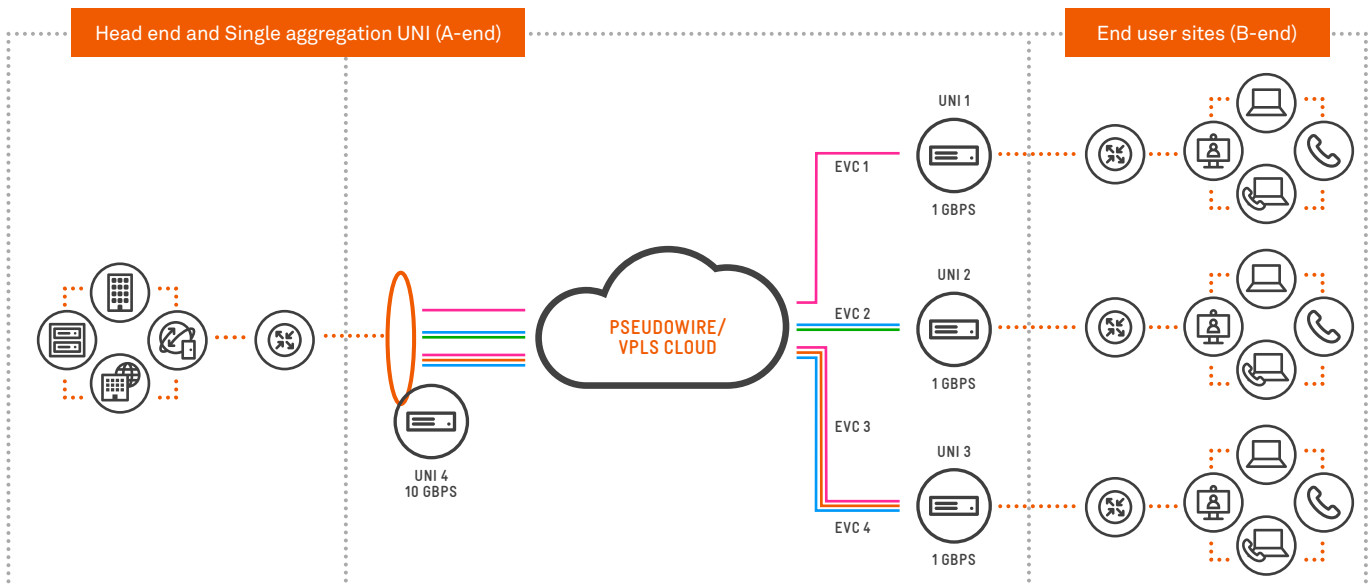 Head end and Single aggregation UNI (A-end)
End user sites (B-end)
UNI 1
EVC 1
1 GBPS
UNI 2
EVC 2
PSEUDOWIRE/
VPLS CLOUD
1 GBPS
EVC 3
UNI 3
UNI 4
10 GBPS
EVC 4
1 GBPS